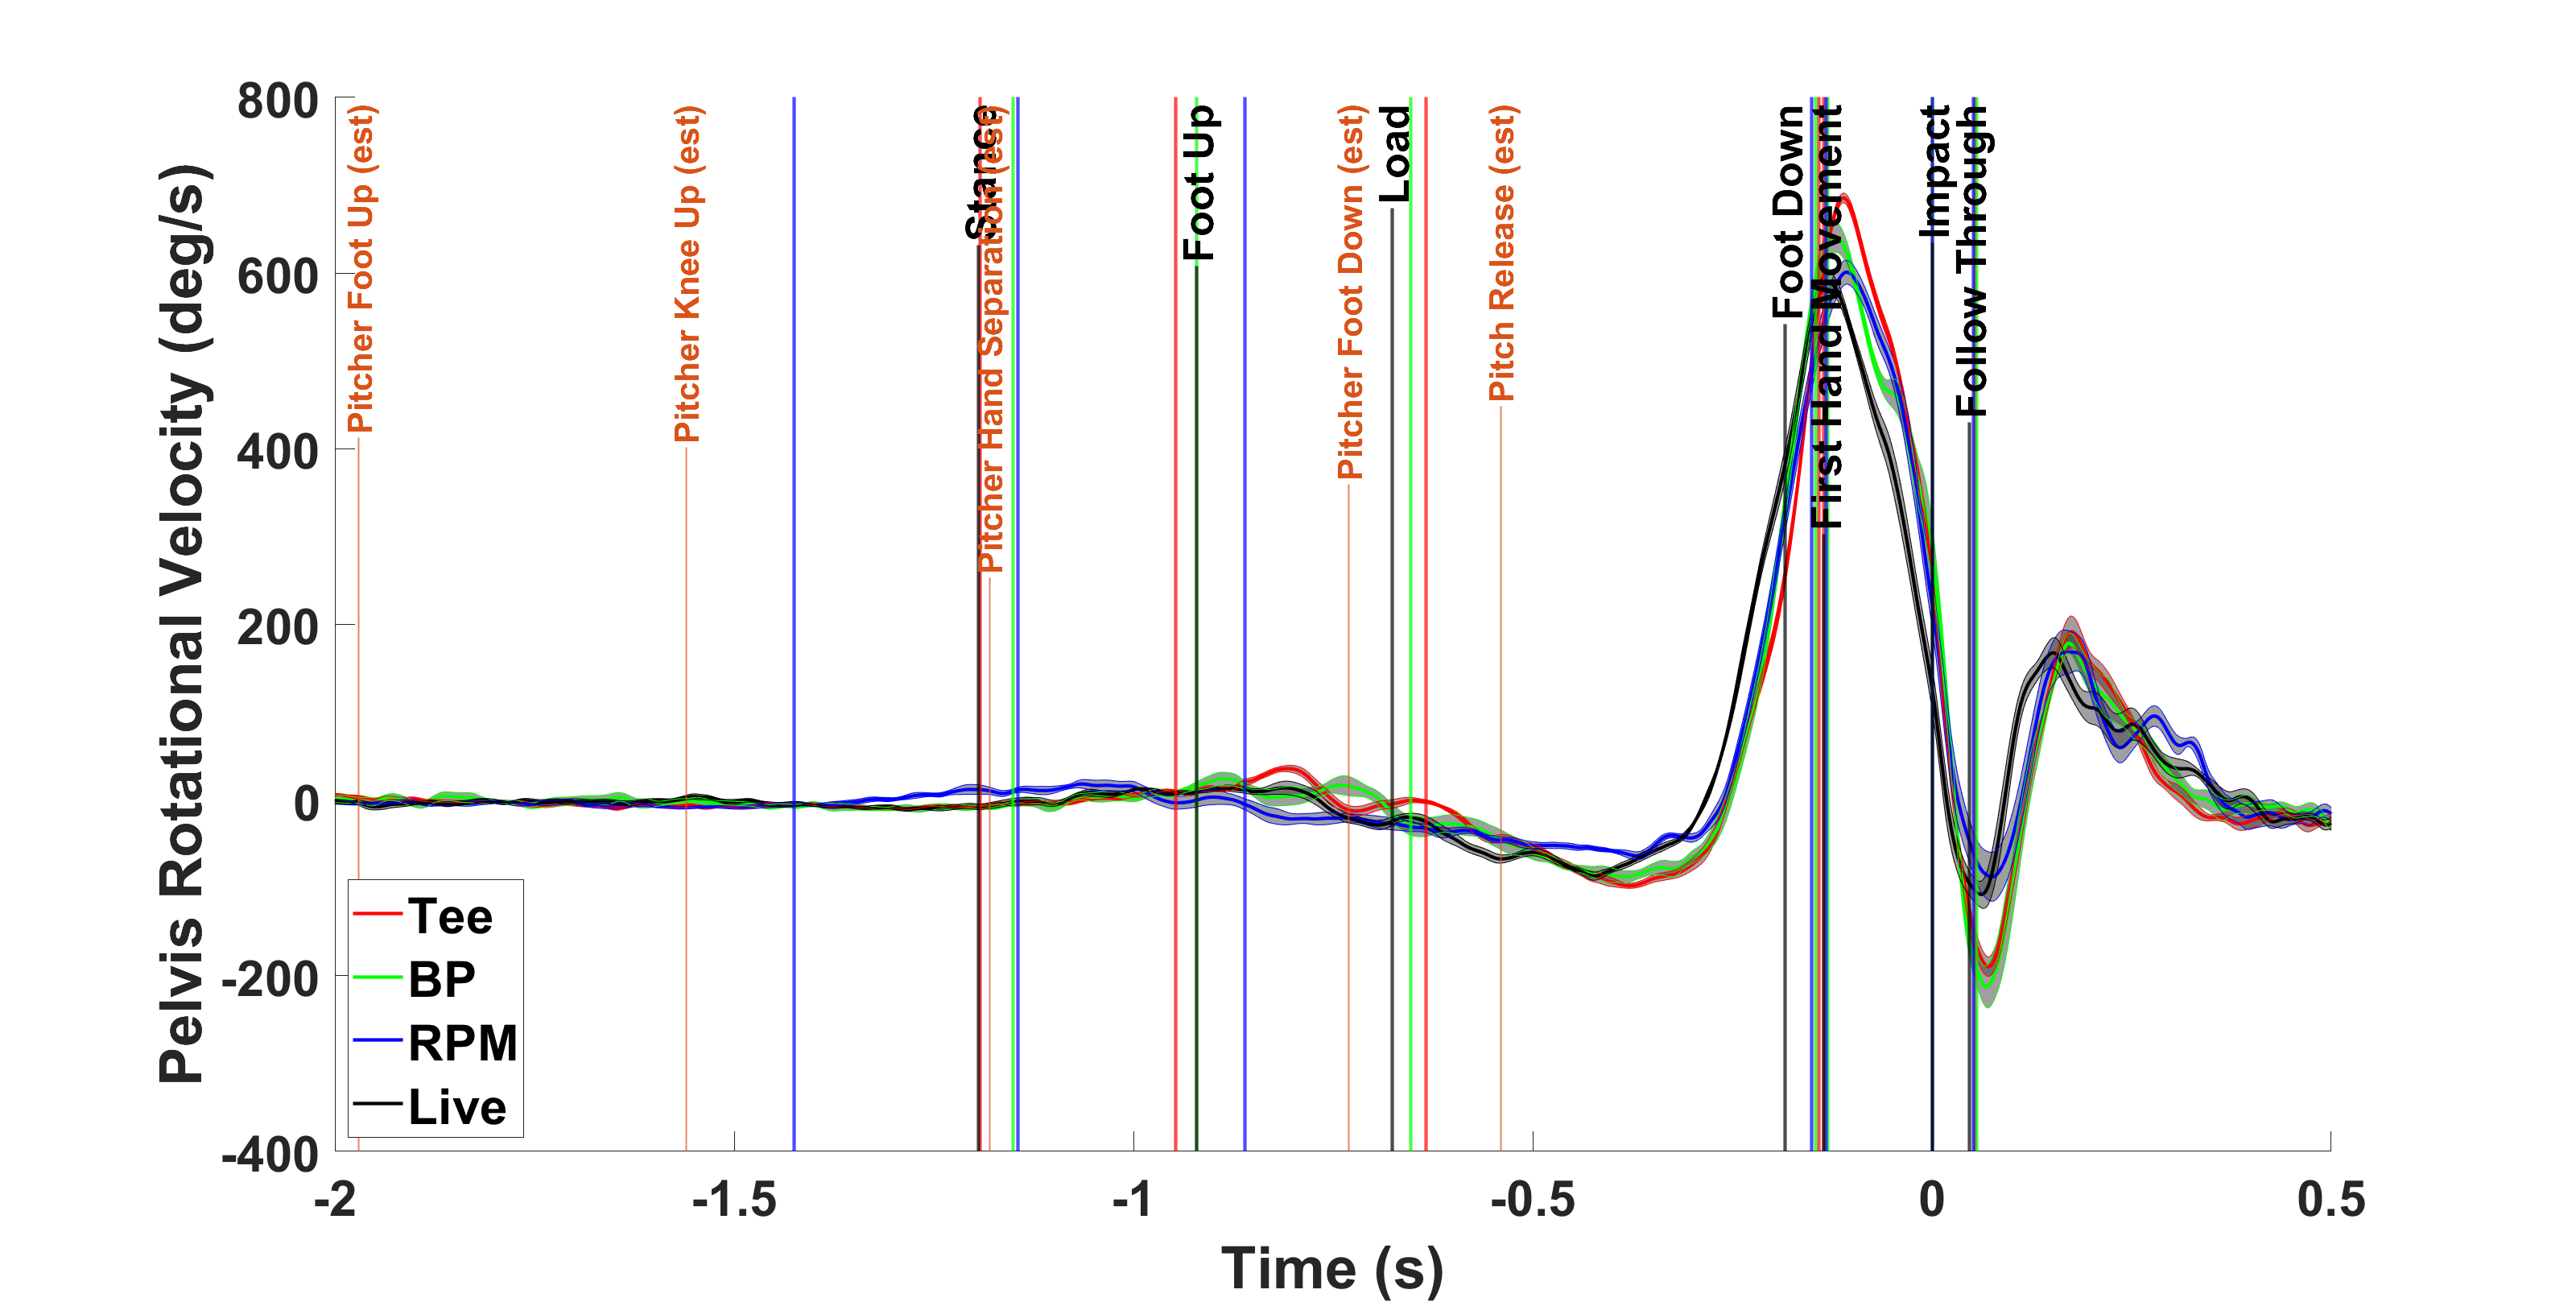 Pelvis Rotational Velocity (deg/s)
800
600
400
200
0
-200
-400
Pitcher Foot Up (est)
Pitcher Knee Up (est)
Stance
Pitcher Hand Separation (est)
Foot Up
Pitcher Foot Down (est)
Load
Pitch Release (est)
Foot Down
First Hand Movement
Impact
Follow Through
Tee
BP
RPM
Live
-2
-1.5
-1
-0.5
0
0.5
Time (s)